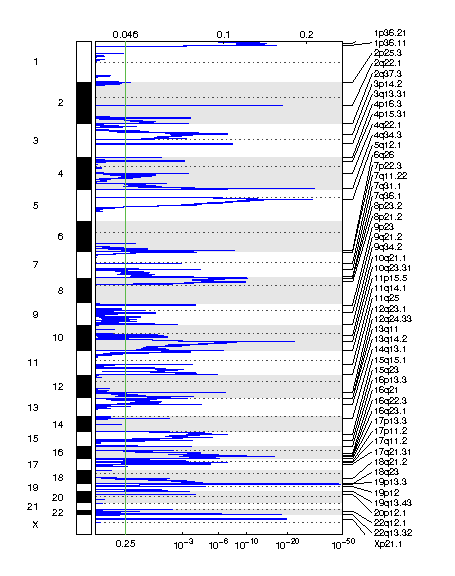 0.046 0.1 0.2
1
2
3
4
5
6
7
8
9
10
11
12
13
14
15
16
17
18
19
20
21
22
X
1p36.21
1p36.11
2p25.3
2q22.1
2q37.3
3p14.2
3q13.31
4p16.3
4p15.31
4q22.1
4q34.3
5q12.1
6q26
7p22.3
7q11.22
7q31.1
7q35.1
8p23.2
8p21.2
9p23
9q21.2
9q34.2
10q21.1
10q23.31
11p15.5
11q14.1
11q25
12q23.1
12q24.33
13q11
13q14.2
14q13.1
15q15.1
15q23
16p13.3
16q21
16q22.3
16q23.1
17p13.3
17p11.2
17q11.2
17q21.31
18q21.2
18q23
19p13.3
19p12
19q13.43
20p12.1
22q12.1
22q13.32
Xp21.1
0.25 10⁻³ 10⁻⁶ 10⁻¹⁰ 10⁻²⁰ 10⁻⁵⁰